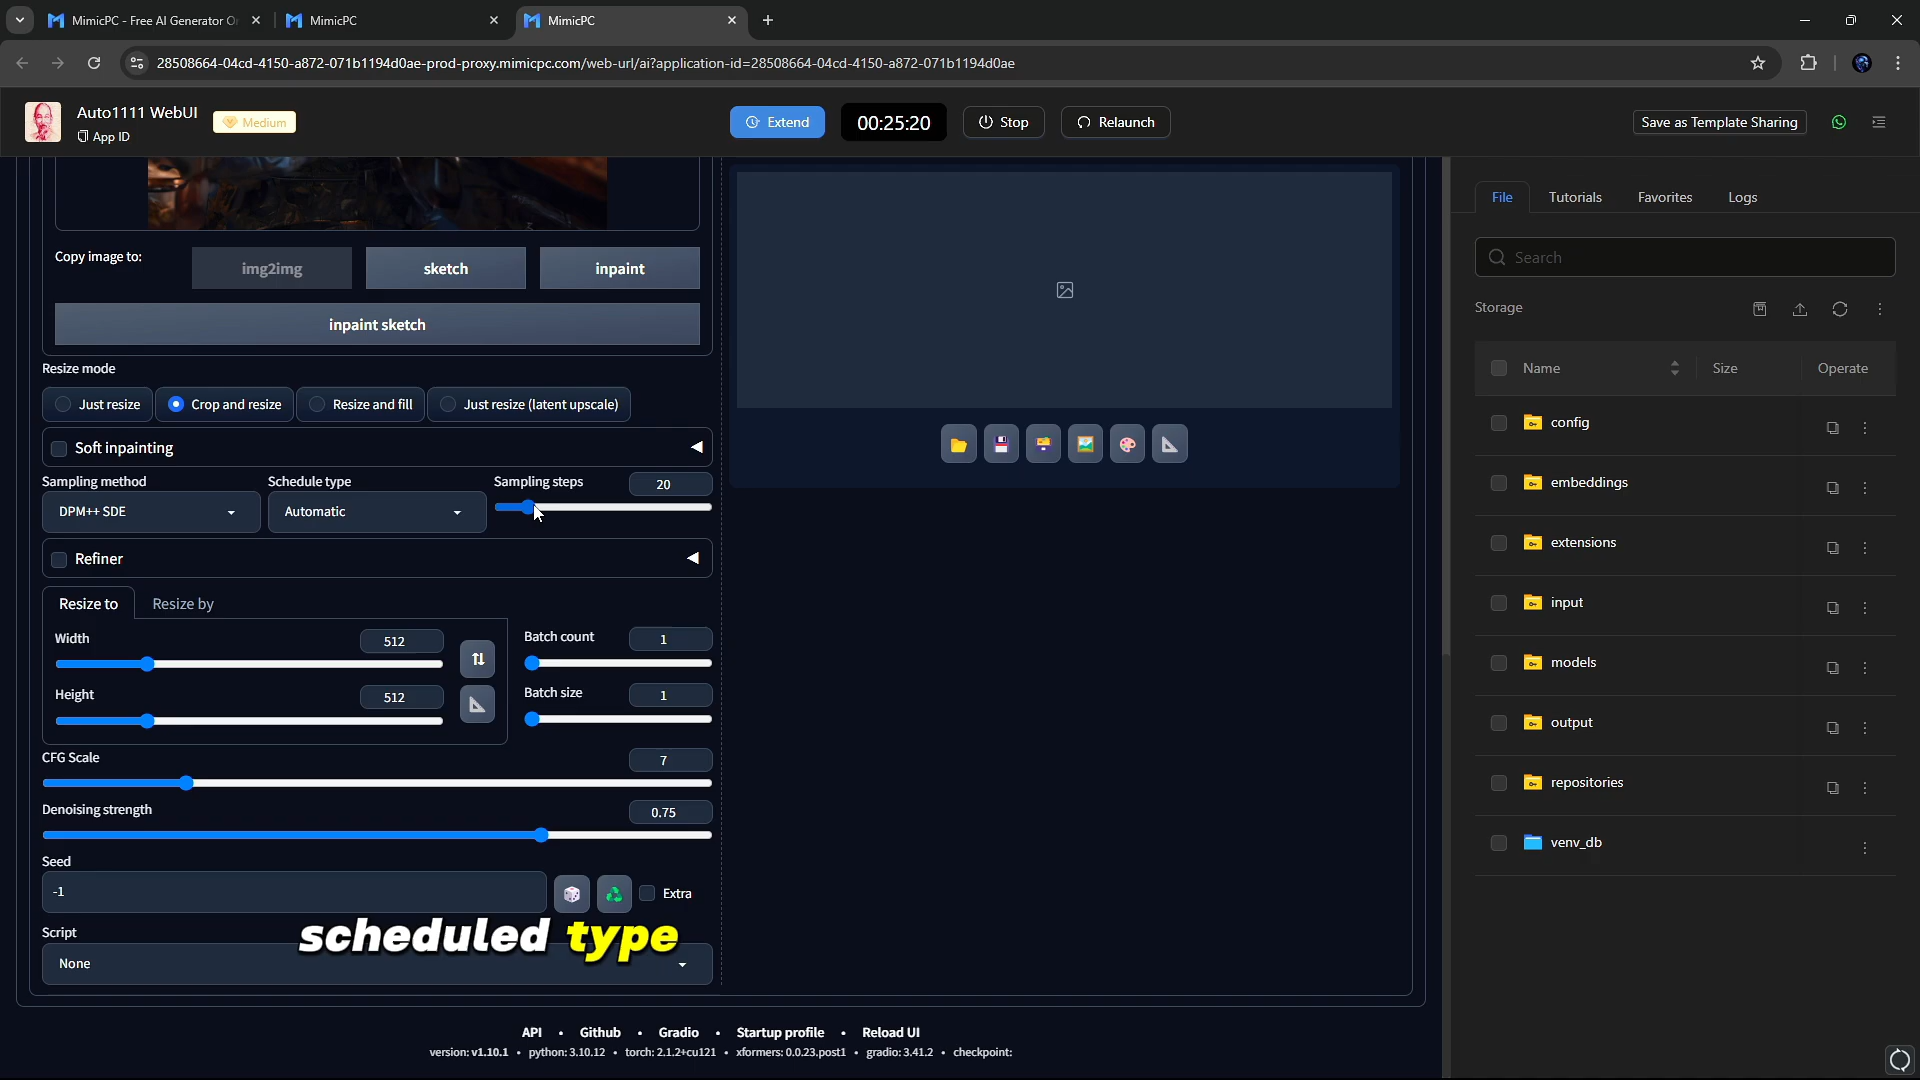 MimicPC - Free AI Generator O
MimicPC
MimicPC
28508664-04cd-4150-a872-071b1194d0ae-prod-proxy.mimicpc.com/web-url/ai?application-id=28508664-04cd-4150-a872-071b1194d0ae
Auto1111 WebUI
Medium
App ID
Extend
00:25:20
Stop
Relaunch
Save as Template Sharing
Copy image to:
img2img
sketch
inpaint
inpaint sketch
Resize mode
Just resize
Crop and resize
Resize and fill
Just resize (latent upscale)
Soft inpainting
Sampling method
Schedule type
Sampling steps
20
DPM++ SDE
Automatic
Refiner
Resize to
Resize by
Width
512
Height
512
Batch count
1
Batch size
1
CFG Scale
7
Denoising strength
0.75
Seed
-1
Extra
Script
None
scheduled type
API • Github • Gradio • Startup profile • Reload UI
version: v1.10.1 • python: 3.10.12 • torch: 2.1.2+cu121 • xformers: 0.0.23.post1 • gradio: 3.41.2 • checkpoint:
File
Tutorials
Favorites
Logs
Search
Storage
Name
Size
Operate
config
embeddings
extensions
input
models
output
repositories
venv_db